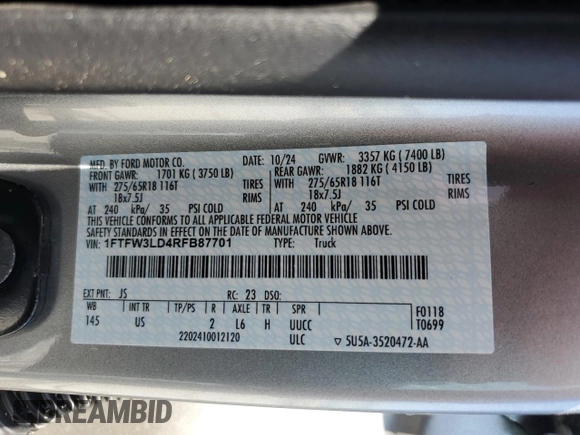 MFD. BY FORD MOTOR CO. 10/24 GVWR: 3357 KG ( 7400 LB)
FRONT GAWR: 1701 KG ( 3750 LB) REAR GAWR: 1882 KG ( 4150 LB)
WITH 275/65R18 116T TIRES WITH 275/65R18 116T TIRES
18x7.5J RIMS 18x7.5J RIMS
AT 240 kPa/ 35 PSI COLD AT 240 kPa/ 35 PSI COLD
THIS VEHICLE CONFORMS TO ALL APPLICABLE FEDERAL MOTOR VEHICLE
SAFETY STANDARDS IN EFFECT ON THE DATE OF MANUFACTURE SHOWN ABOVE.
VIN: 1FTFW3LD4RFB87701 TYPE: Truck
EXT PNT: JS RC: 23 DSO:
WB INT TR TP/PS R AXLE TR SPR F0118
145 US 2 L6 H UUCC T0699
2202410012120 ULC ▽ 5U5A-3520472-AA
DREAMBID